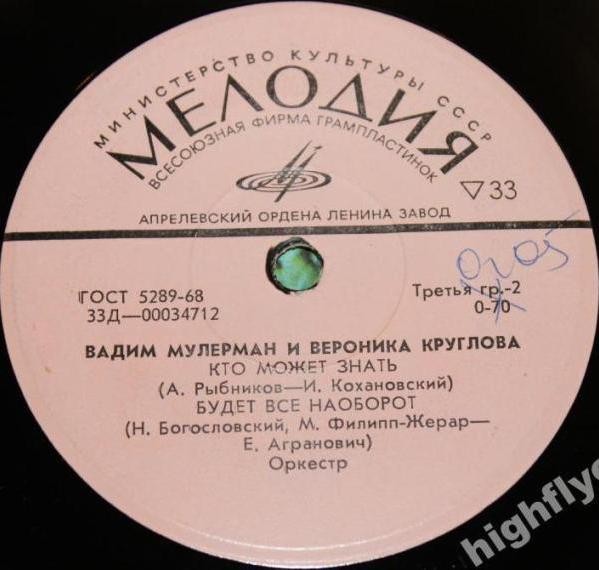 МИНИСТЕРСТВО КУЛЬТУРЫ СССР
МЕЛОДИЯ
ВСЕСОЮЗНАЯ ФИРМА ГРАМПЛАСТИНОК
▽33
АПРЕЛЕВСКИЙ ОРДЕНА ЛЕНИНА ЗАВОД
ГОСТ 5289-68
Третья гр.-2
33Д—00034712
0-70
ВАДИМ МУЛЕРМАН И ВЕРОНИКА КРУГЛОВА
КТО МОЖЕТ ЗНАТЬ
(А. Рыбников—И. Кохановский)
БУДЕТ ВСЕ НАОБОРОТ
(Н. Богословский, М. Филипп-Жерар—
Е. Агранович)
Оркестр